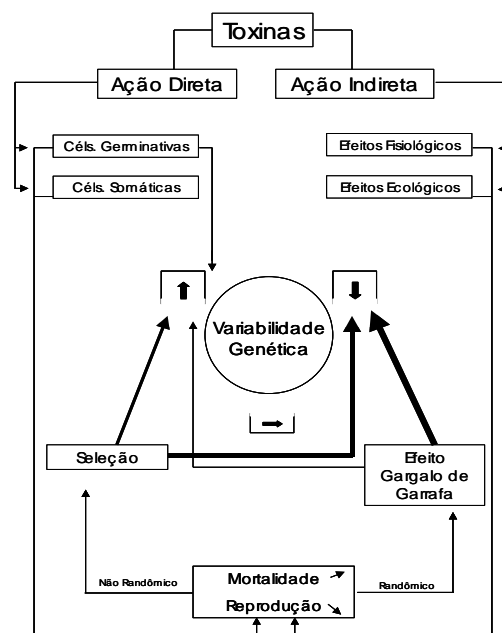 Toxinas
Ação Direta
Ação Indireta
Céls. Germinativas
Efeitos Fisiológicos
Céls. Somáticas
Efeitos Ecológicos
Variabilidade
Genética
Seleção
Efeito
Gargalo de
Garrafa
Não Randômico
Mortalidade
Randômico
Reprodução